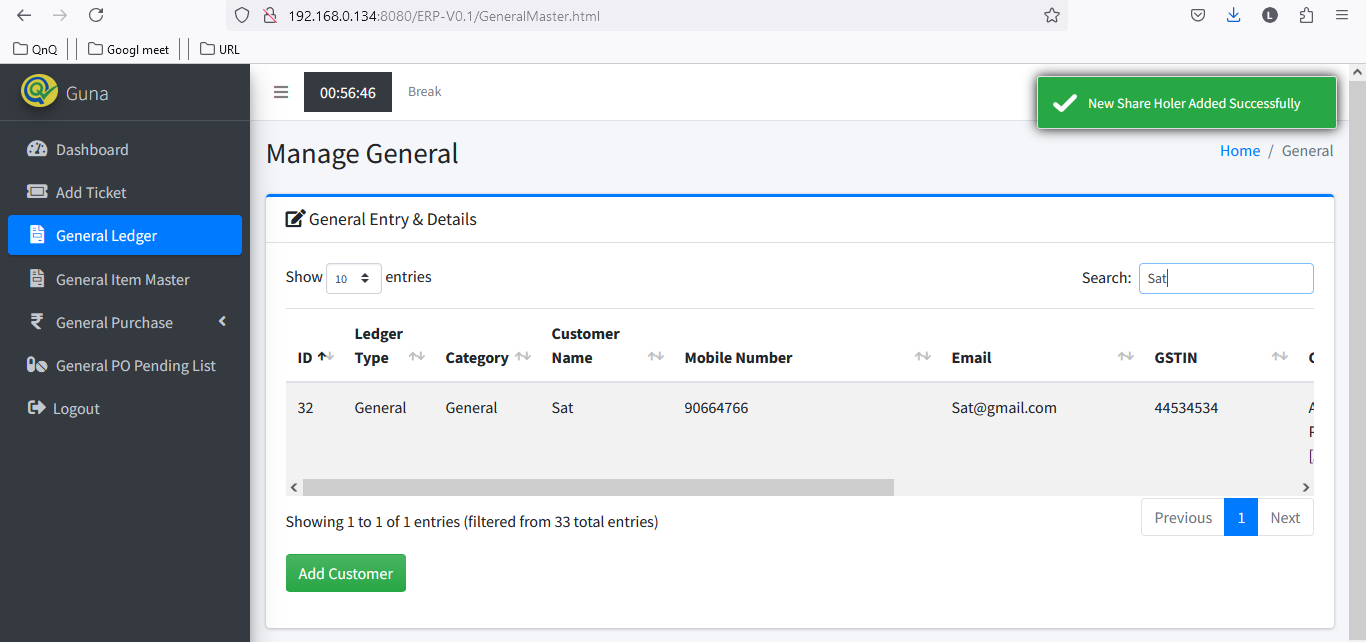 192.168.0.134:8080/ERP-V0.1/GeneralMaster.html
L
QnQ
Googl meet
URL
Guna
00:56:46
Break
New Share Holer Added Successfully
Dashboard
Add Ticket
General Ledger
General Item Master
General Purchase
General PO Pending List
Logout
Manage General
Home / General
General Entry & Details
Show 10 entries
Search: Sat
ID
Ledger Type
Category
Customer Name
Mobile Number
Email
GSTIN
32 General General Sat 90664766 Sat@gmail.com 44534534
Showing 1 to 1 of 1 entries (filtered from 33 total entries)
Previous 1 Next
Add Customer